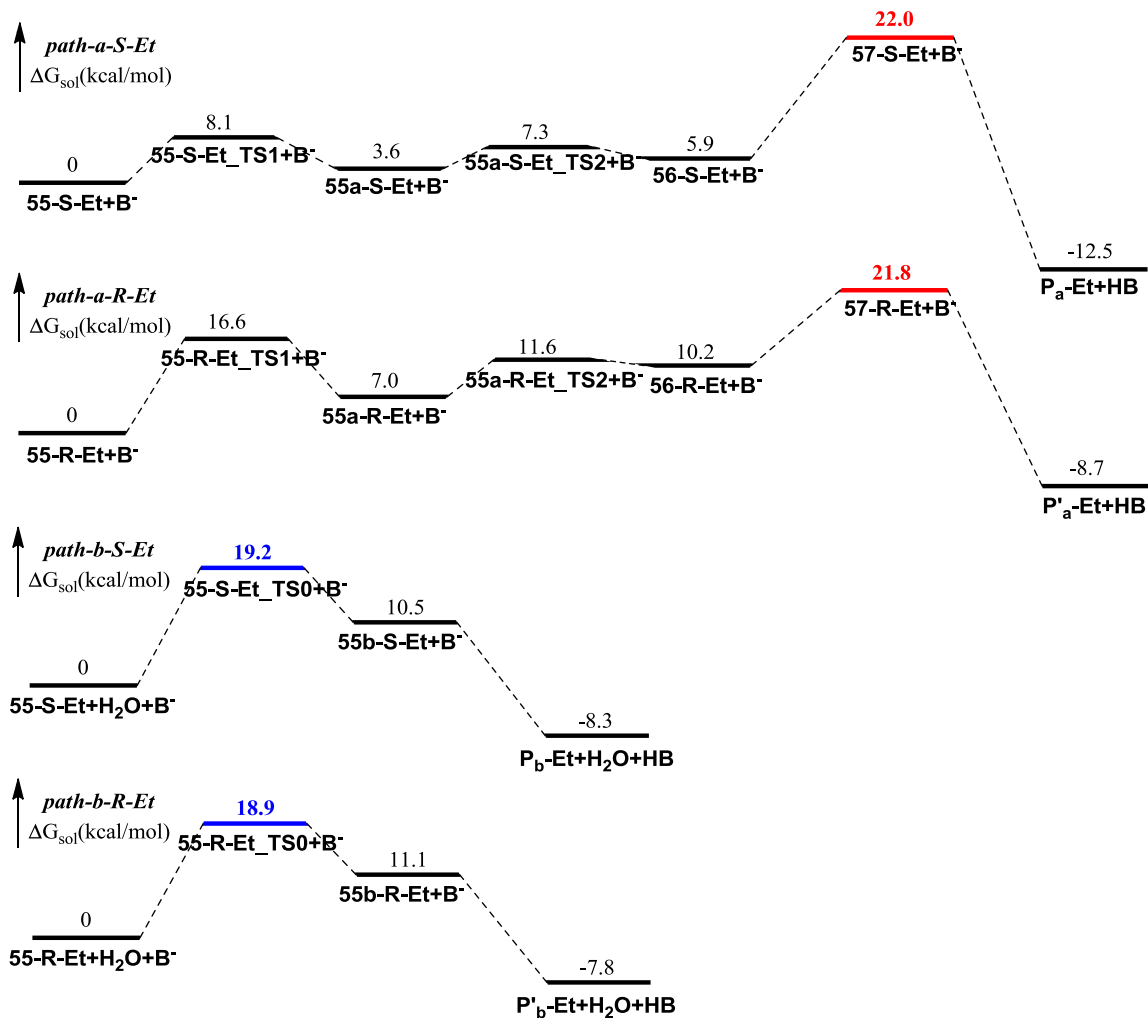 path-a-S-Et
ΔGsol(kcal/mol)
22.0
57-S-Et+B-
8.1
55-S-Et_TS1+B-
7.3
55a-S-Et_TS2+B-
3.6
55a-S-Et+B-
5.9
56-S-Et+B-
0
55-S-Et+B-
-12.5
Pa-Et+HB
path-a-R-Et
ΔGsol(kcal/mol)
21.8
57-R-Et+B-
16.6
55-R-Et_TS1+B-
11.6
55a-R-Et_TS2+B-
10.2
56-R-Et+B-
7.0
55a-R-Et+B-
0
55-R-Et+B-
-8.7
P'a-Et+HB
path-b-S-Et
ΔGsol(kcal/mol)
19.2
55-S-Et_TS0+B-
10.5
55b-S-Et+B-
0
55-S-Et+H2O+B-
-8.3
Pb-Et+H2O+HB
path-b-R-Et
ΔGsol(kcal/mol)
18.9
55-R-Et_TS0+B-
11.1
55b-R-Et+B-
0
55-R-Et+H2O+B-
-7.8
P'b-Et+H2O+HB